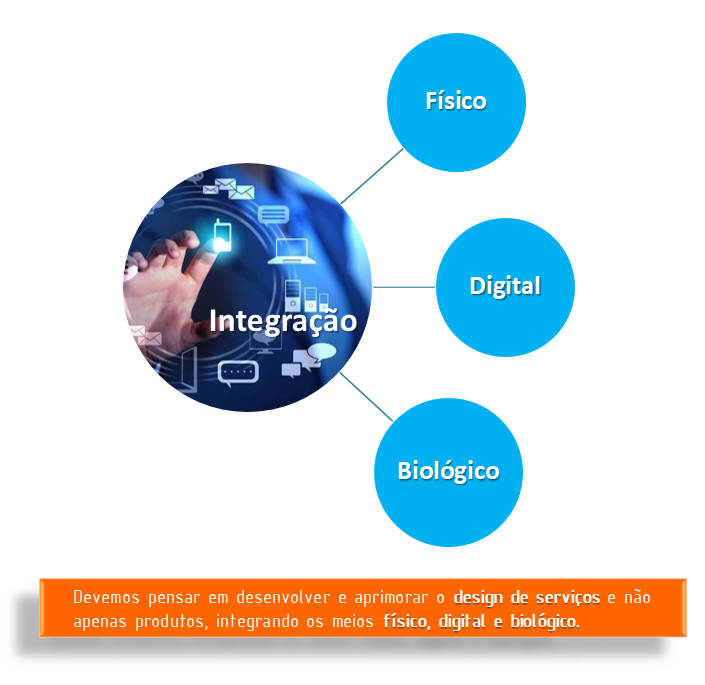 Físico
Integração
Digital
Biológico
Devemos pensar em desenvolver e aprimorar o design de serviços e não
apenas produtos, integrando os meios físico, digital e biológico.